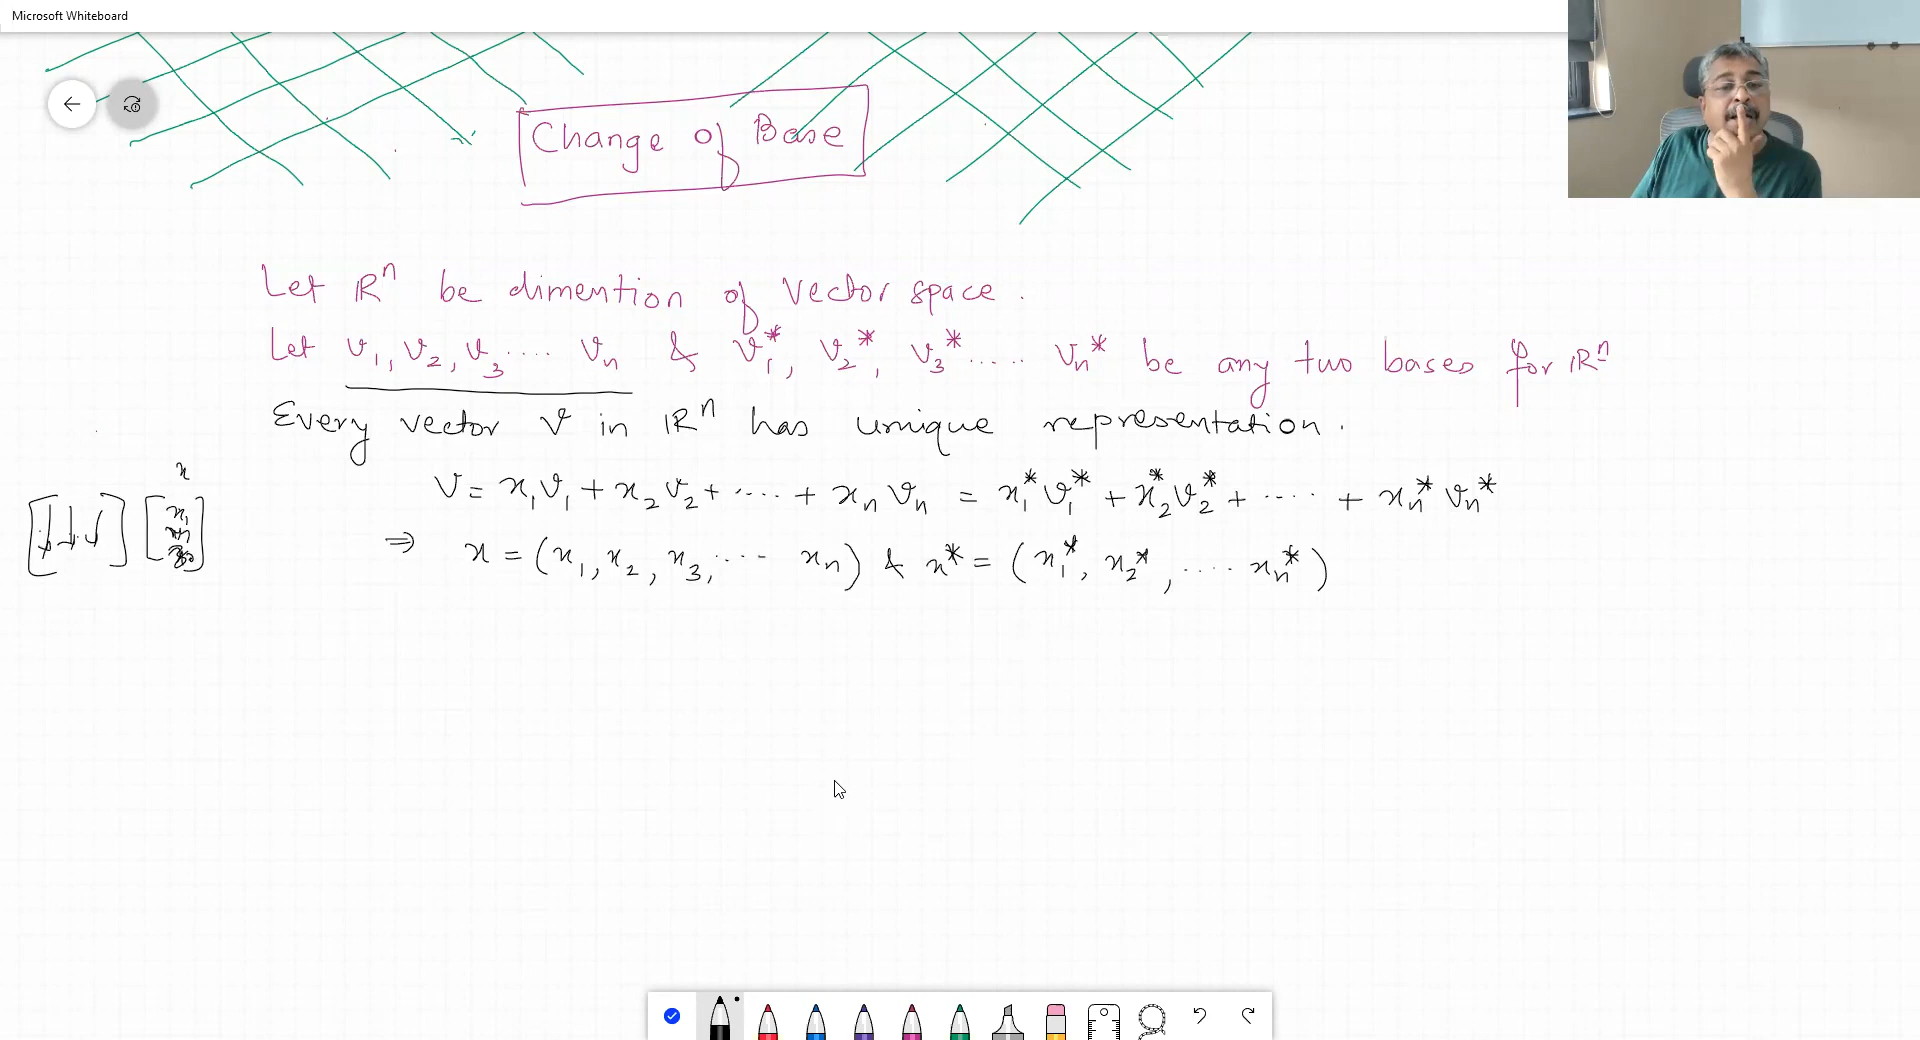 Microsoft Whiteboard
Change of Base
Let ℝⁿ be dimention of vector space.
Let v₁, v₂, v₃ .... vₙ & v₁*, v₂*, v₃* ..... vₙ* be any two bases for ℝⁿ
Every vector v in ℝⁿ has unique representation.
v = x₁v₁ + x₂v₂ + ..... + xₙvₙ = x₁*v₁* + x₂*v₂* + ..... + xₙ*vₙ*
x
x₁
⇒ x = (x₁, x₂, x₃, ..... xₙ) & x* = (x₁*, x₂*, ..... xₙ*)